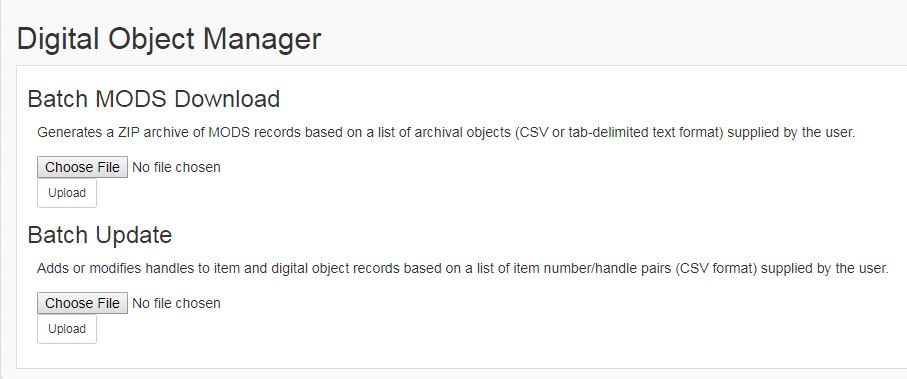 Digital Object Manager
Batch MODS Download
Generates a ZIP archive of MODS records based on a list of archival objects (CSV or tab-delimited text format) supplied by the user.
Choose File No file chosen
Upload
Batch Update
Adds or modifies handles to item and digital object records based on a list of item number/handle pairs (CSV format) supplied by the user.
Choose File No file chosen
Upload